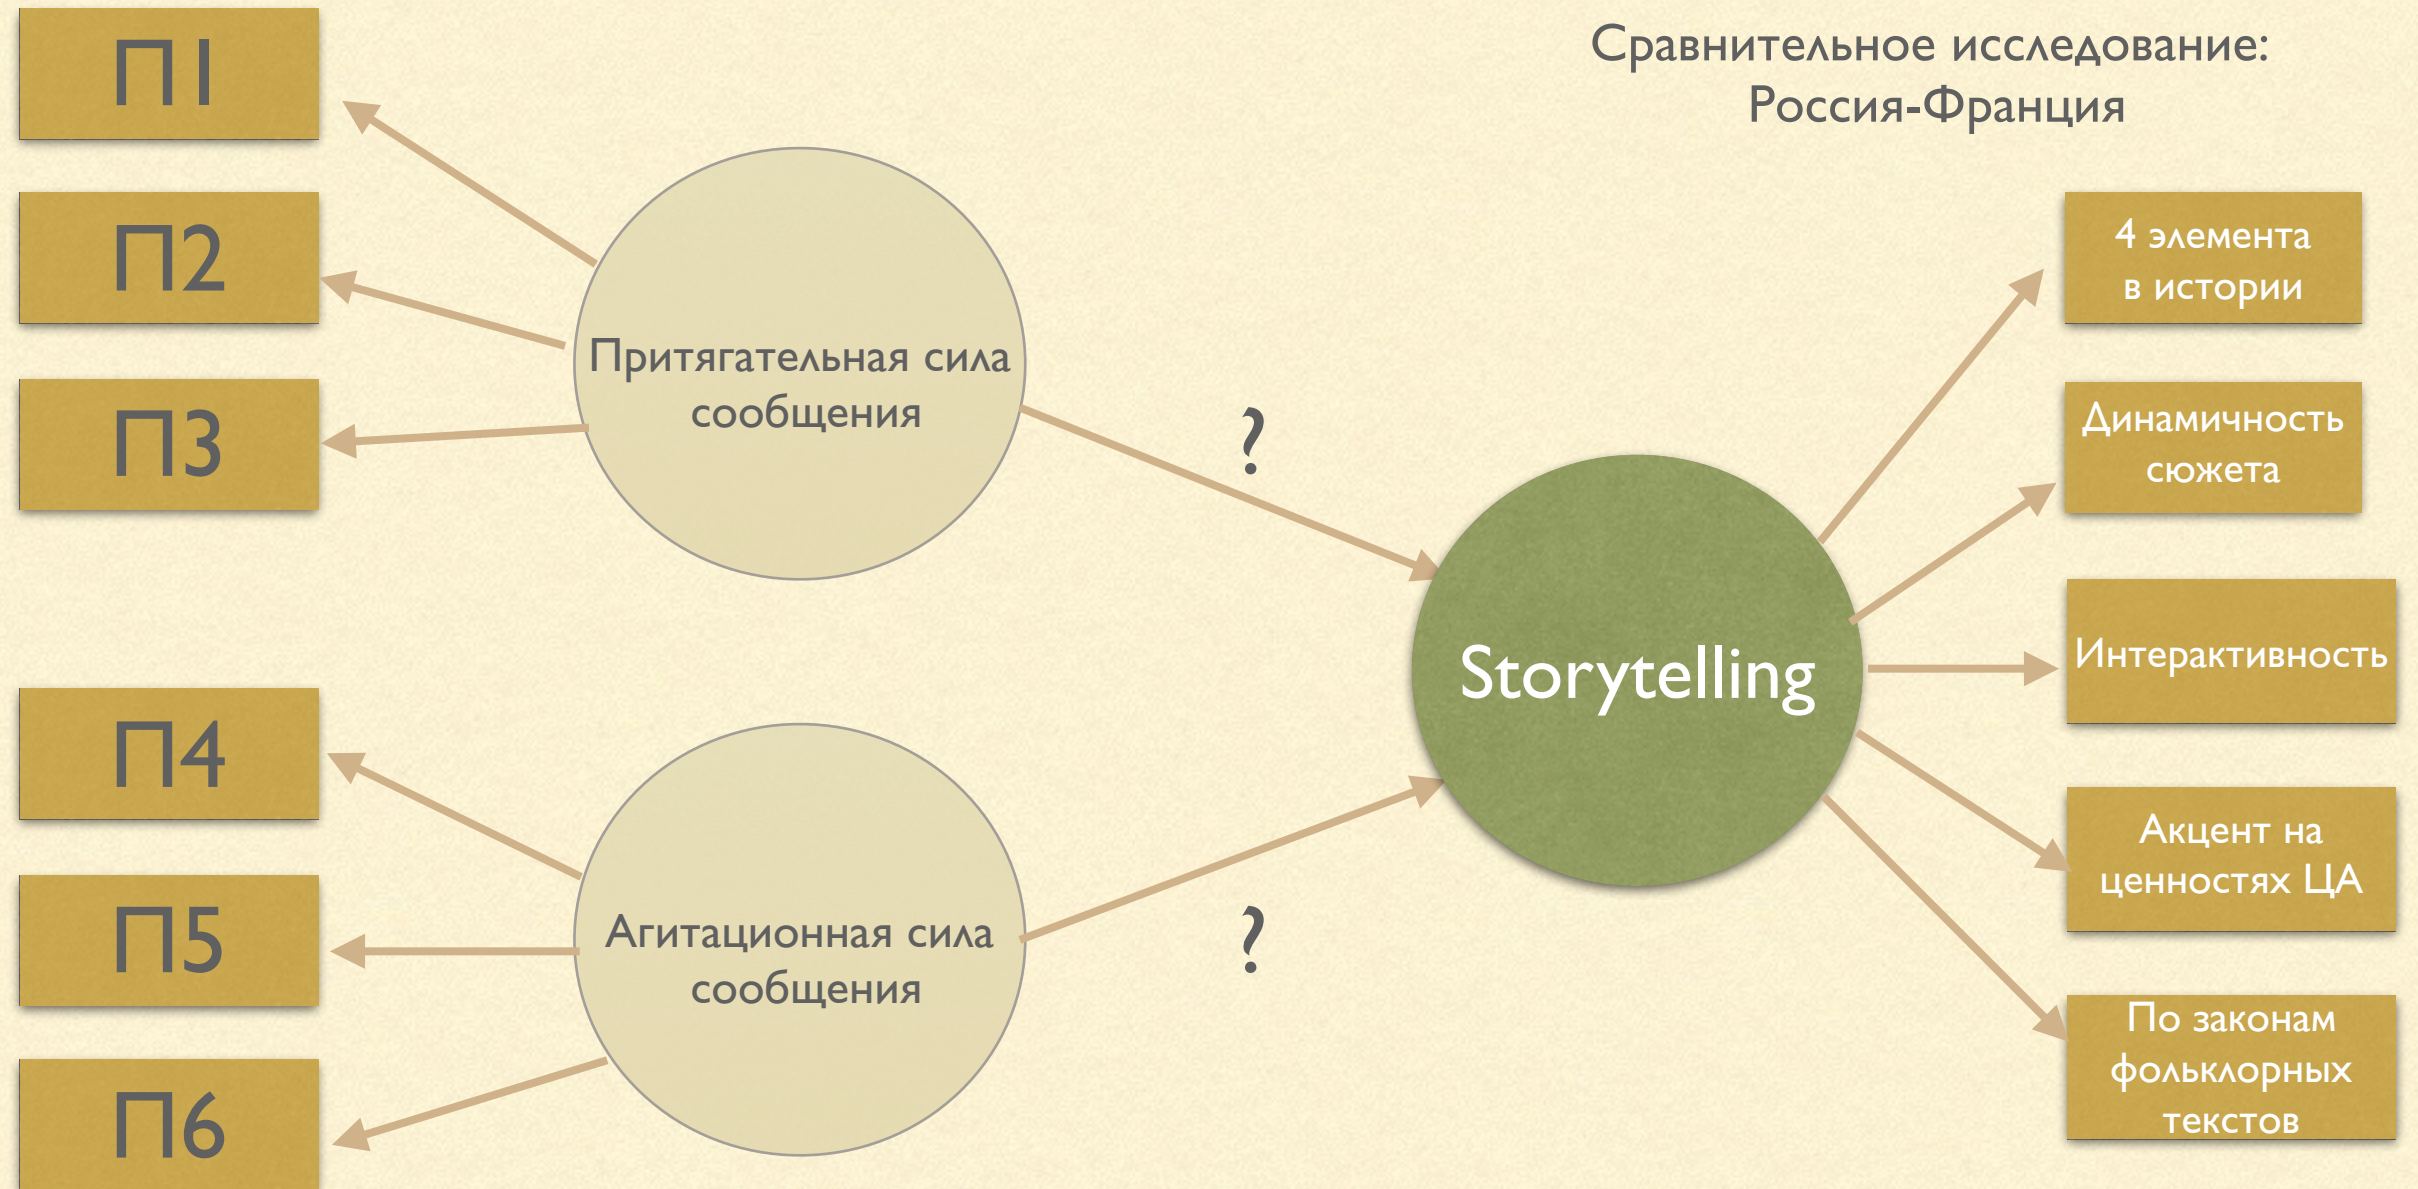 Сравнительное исследование:
Россия-Франция
П1
П2
П3
П4
П5
П6
Притягательная сила
сообщения
Агитационная сила
сообщения
?
?
Storytelling
4 элемента
в истории
Динамичность
сюжета
Интерактивность
Акцент на
ценностях ЦА
По законам
фольклорных
текстов